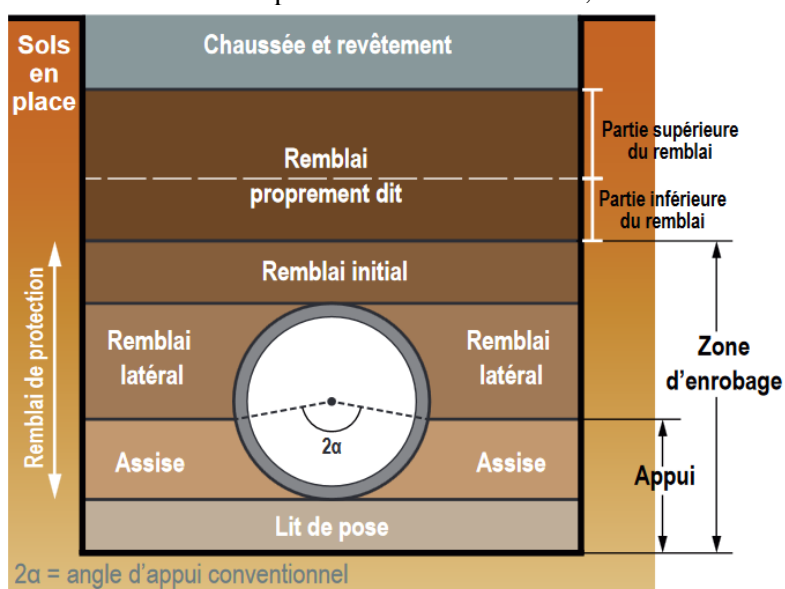 Sols
en
place
Chaussée et revêtement
Partie supérieure
du remblai
Remblai
proprement dit
Partie inférieure
du remblai
Remblai initial
Remblai de protection
Remblai
latéral
Remblai
latéral
Zone
d'enrobage
2α
Assise
Assise
Appui
Lit de pose
2α = angle d'appui conventionnel